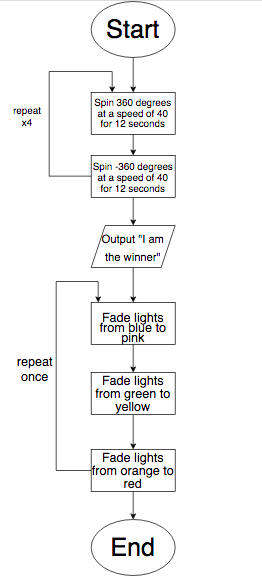 Start
Spin 360 degrees
at a speed of 40
for 12 seconds
repeat
x4
Spin -360 degrees
at a speed of 40
for 12 seconds
Output "I am
the winner"
Fade lights
from blue to
pink
repeat
once
Fade lights
from green to
yellow
Fade lights
from orange to
red
End